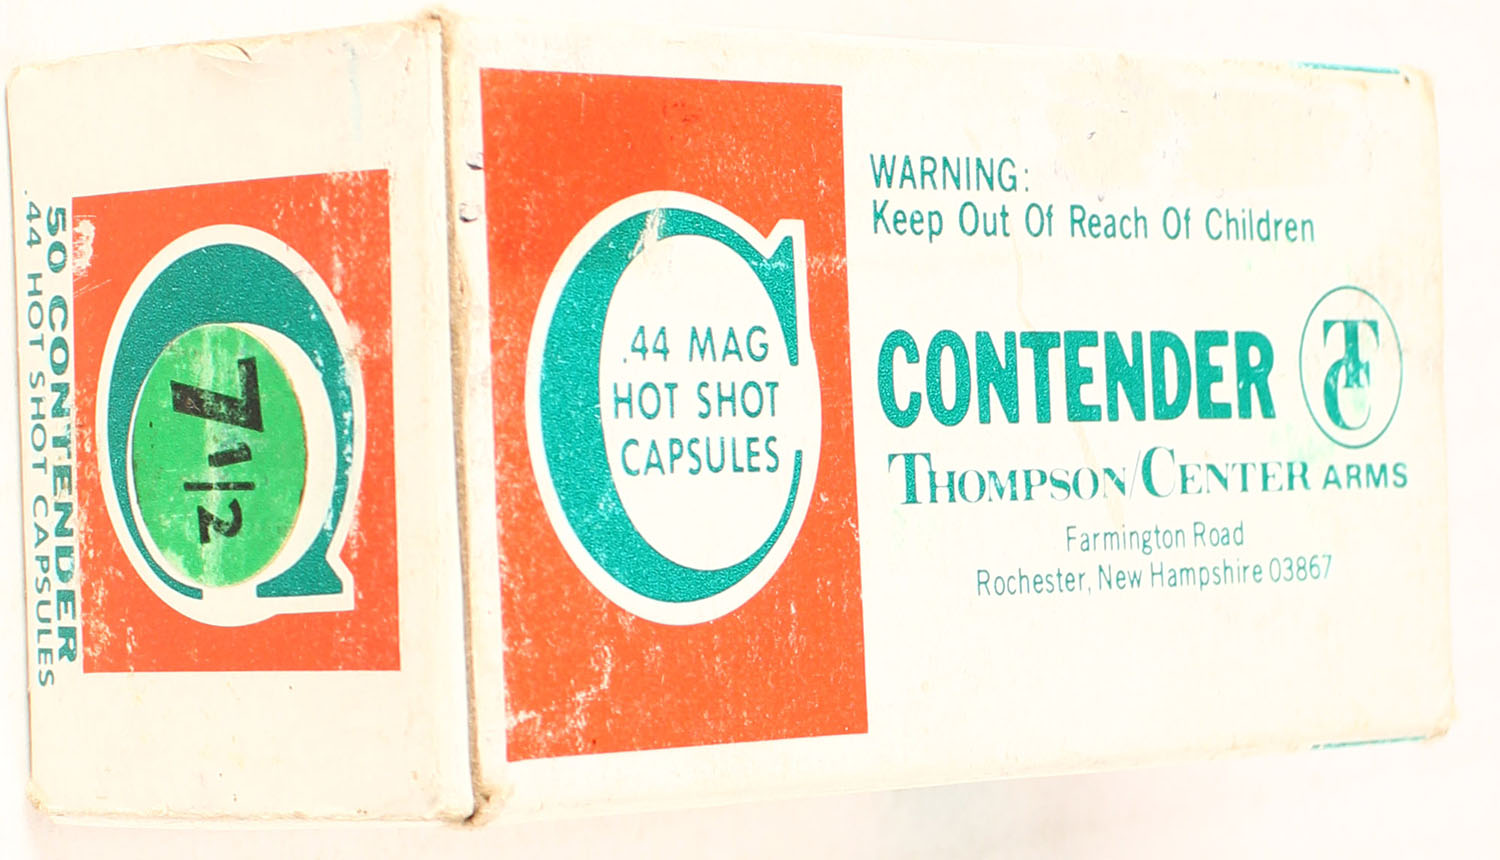 50 CONTENDER
.44 HOT SHOT CAPSULES
C
7 1/2
C
.44 MAG
HOT SHOT
CAPSULES
WARNING:
Keep Out Of Reach Of Children
CONTENDER
TC
THOMPSON/CENTER ARMS
Farmington Road
Rochester, New Hampshire 03867